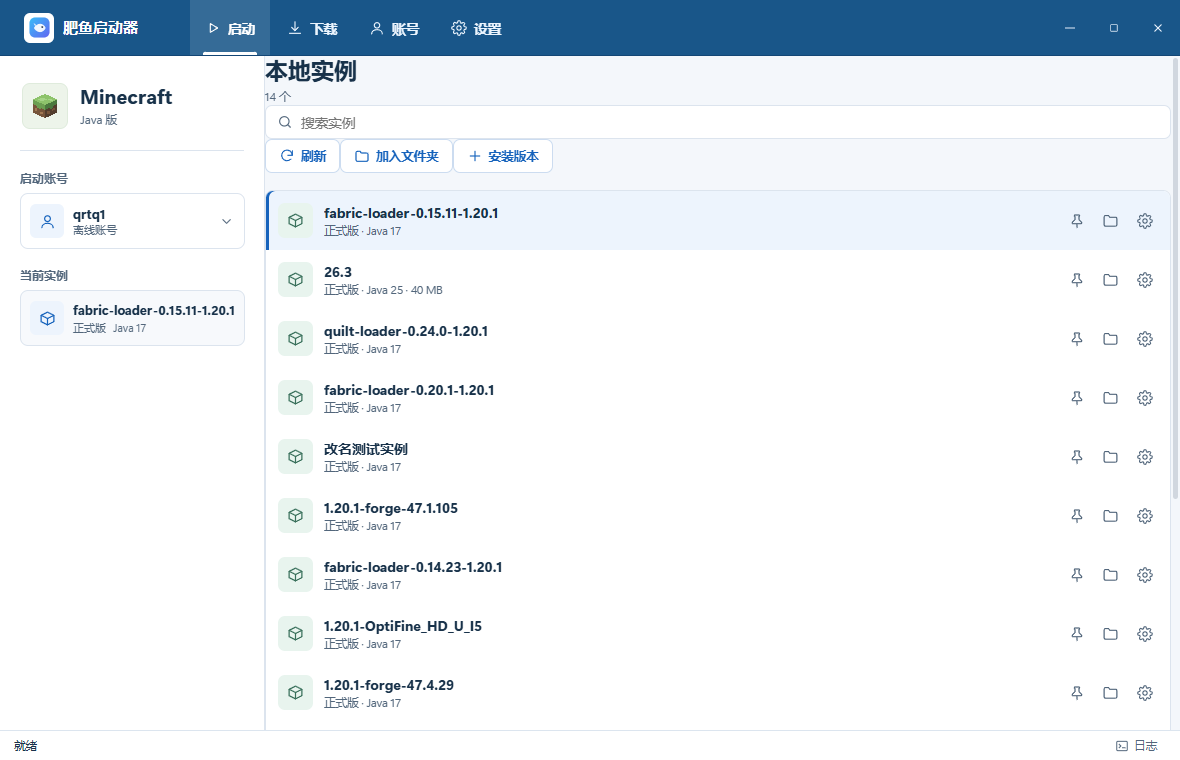 肥鱼启动器
启动
下载
账号
设置
Minecraft
Java 版
启动账号
qrtq1
离线账号
当前实例
fabric-loader-0.15.11-1.20.1
正式版 Java 17
本地实例
14 个
搜索实例
刷新
加入文件夹
安装版本
fabric-loader-0.15.11-1.20.1
正式版 · Java 17
26.3
正式版 · Java 25 · 40 MB
quilt-loader-0.24.0-1.20.1
正式版 · Java 17
fabric-loader-0.20.1-1.20.1
正式版 · Java 17
改名测试实例
正式版 · Java 17
1.20.1-forge-47.1.105
正式版 · Java 17
fabric-loader-0.14.23-1.20.1
正式版 · Java 17
1.20.1-OptiFine_HD_U_I5
正式版 · Java 17
1.20.1-forge-47.4.29
正式版 · Java 17
就绪
日志